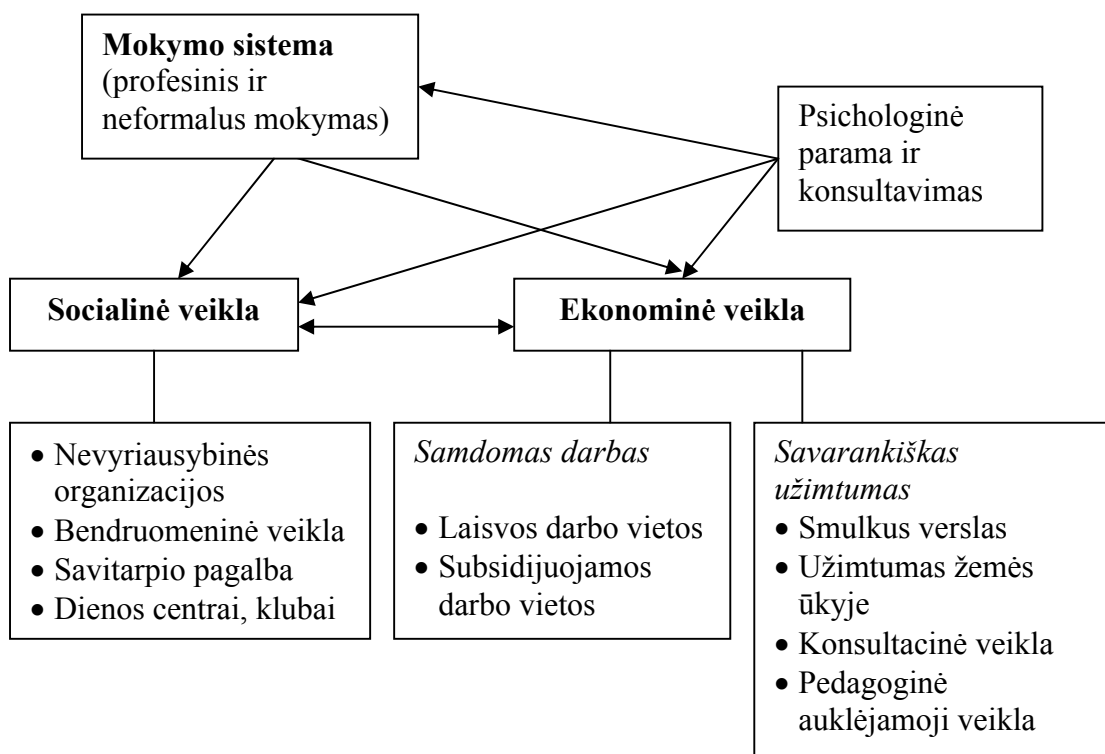 Mokymo sistema
(profesinis ir
neformalus mokymas)
Psichologinė
parama ir
konsultavimas
Socialinė veikla
Ekonominė veikla
• Nevyriausybinės
organizacijos
• Bendruomeninė veikla
• Savitarpio pagalba
• Dienos centrai, klubai
Samdomas darbas
• Laisvos darbo vietos
• Subsidijuojamos
darbo vietos
Savarankiškas
užimtumas
• Smulkus verslas
• Užimtumas žemės
ūkyje
• Konsultacinė veikla
• Pedagoginė
auklėjamoji veikla